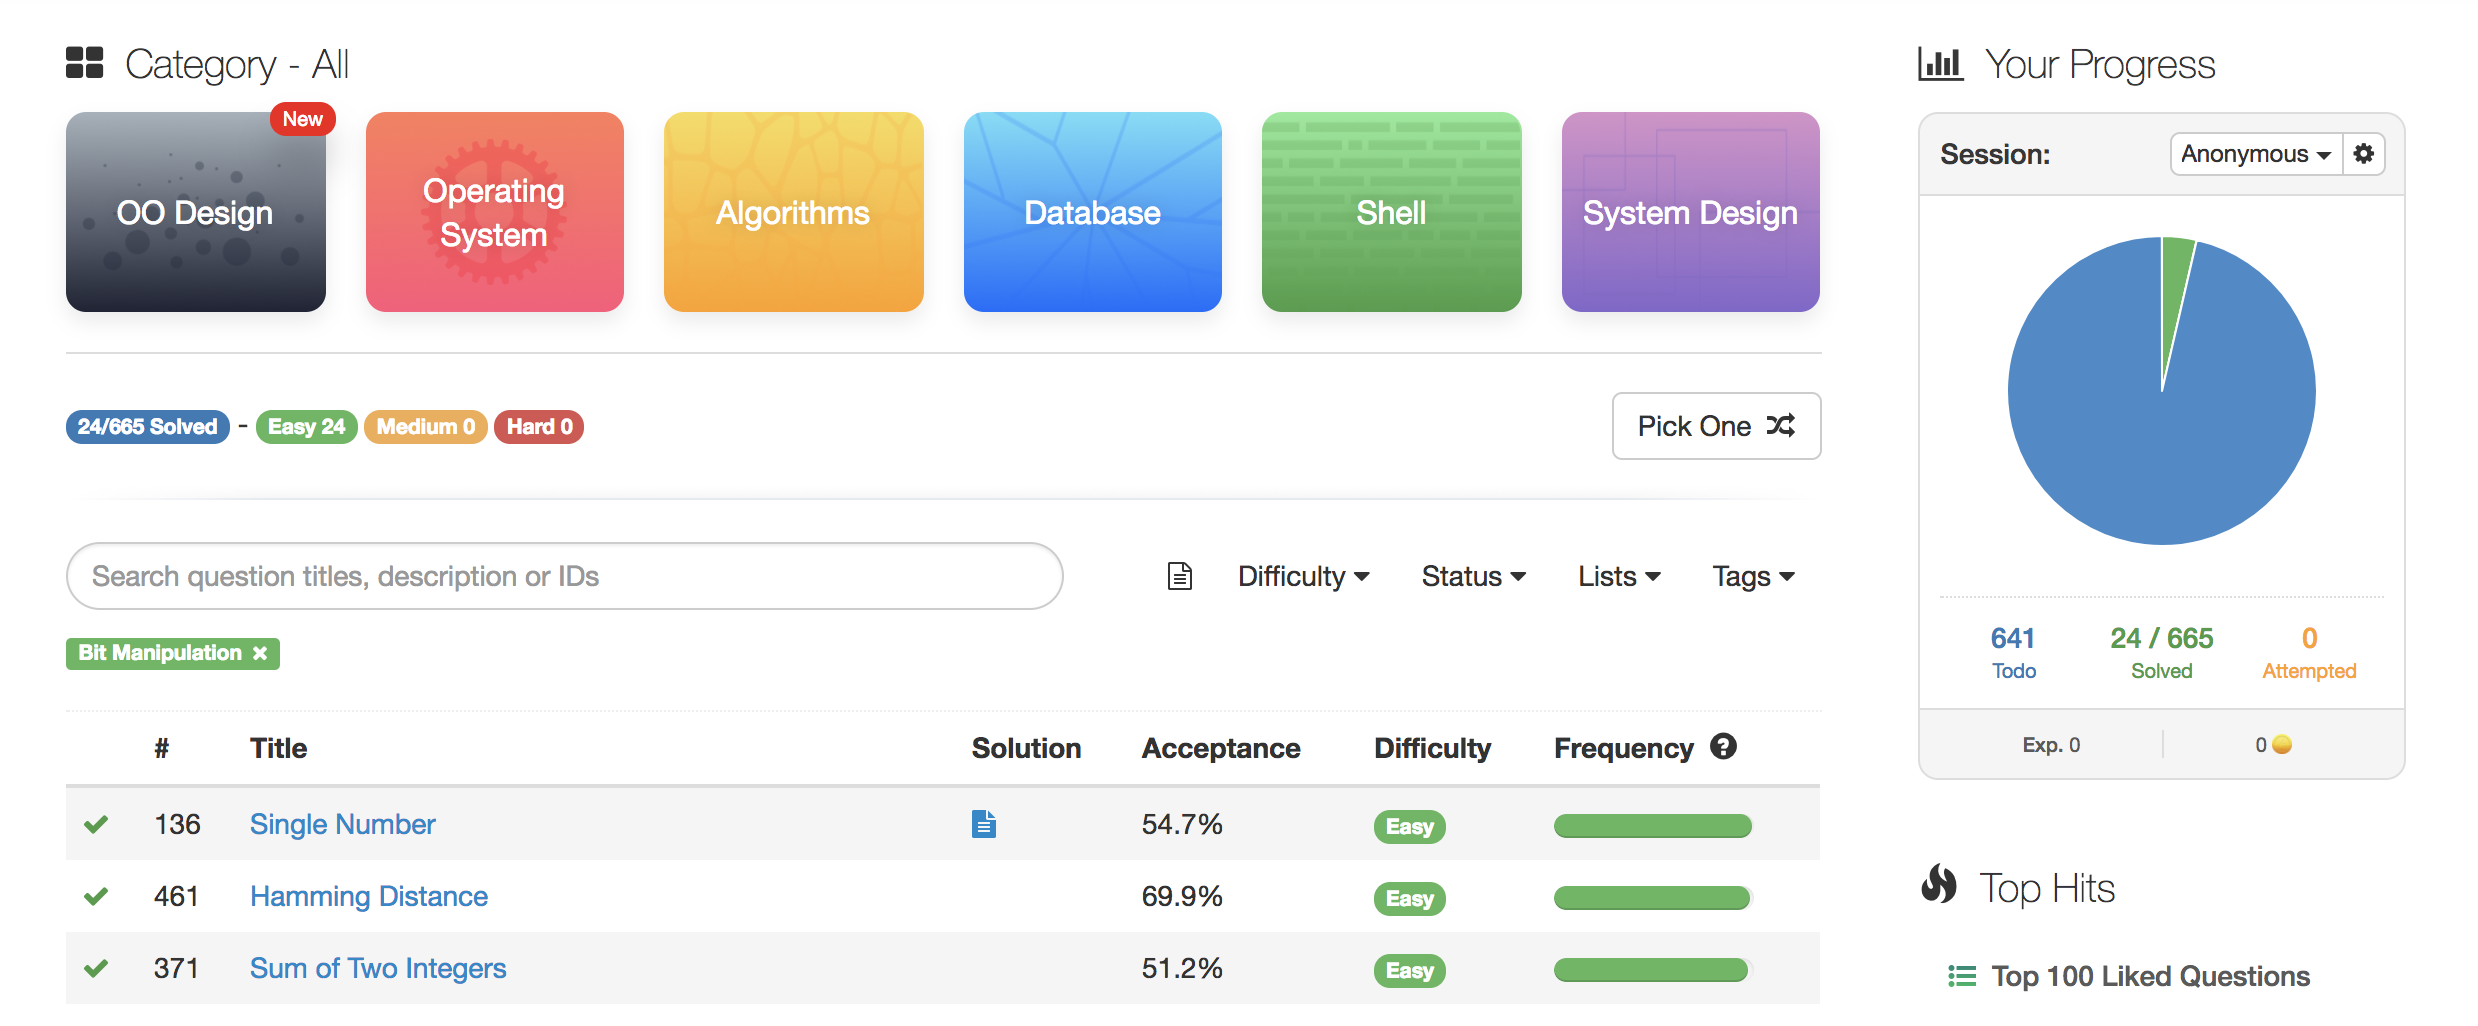 Category - All
New
OO Design
Operating
System
Algorithms
Database
Shell
System Design
24/665 Solved - Easy 24 Medium 0 Hard 0
Pick One
Search question titles, description or IDs
Difficulty Status Lists Tags
Bit Manipulation ×
# Title Solution Acceptance Difficulty Frequency ?
136 Single Number 54.7% Easy
461 Hamming Distance 69.9% Easy
371 Sum of Two Integers 51.2% Easy
Your Progress
Session: Anonymous
641 24 / 665 0
Todo Solved Attempted
Exp. 0 0
Top Hits
Top 100 Liked Questions